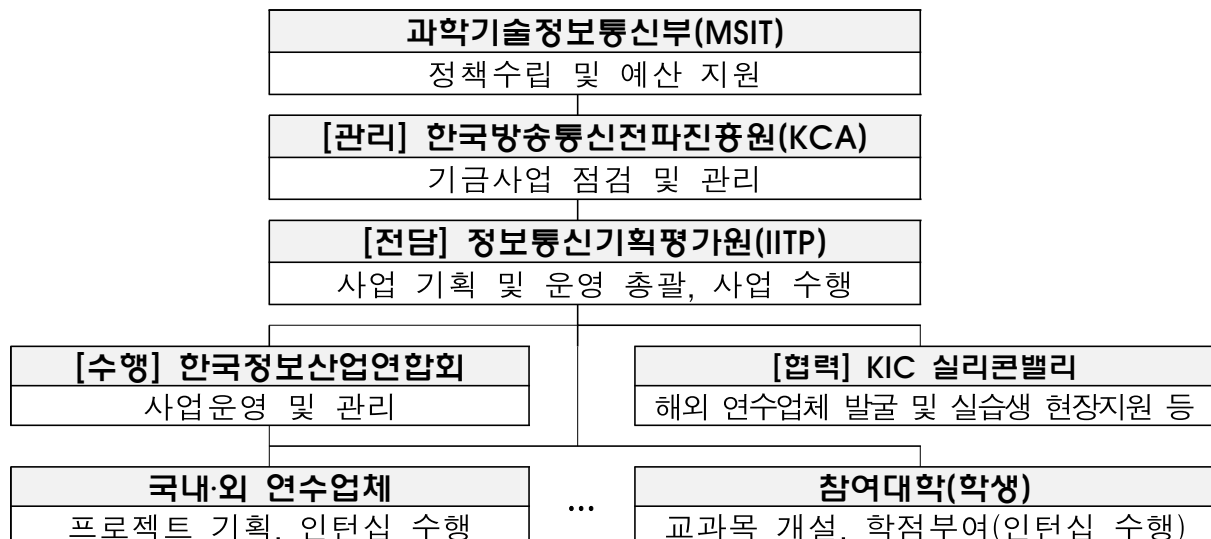 과학기술정보통신부(MSIT)
정책수립 및 예산 지원
[관리] 한국방송통신전파진흥원(KCA)
기금사업 점검 및 관리
[전담] 정보통신기획평가원(IITP)
사업 기획 및 운영 총괄, 사업 수행
[수행] 한국정보산업연합회
사업운영 및 관리
[협력] KIC 실리콘밸리
해외 연수업체 발굴 및 실습생 현장지원 등
국내·외 연수업체
프로젝트 기획, 인턴십 수행
...
참여대학(학생)
교과목 개설, 학점부여(인턴십 수행)